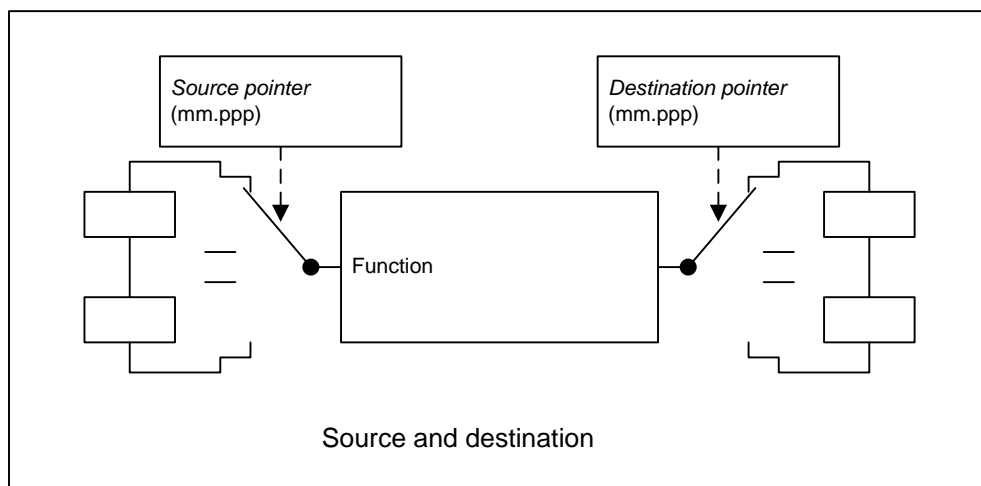 Source pointer
(mm.ppp)
Destination pointer
(mm.ppp)
Function
Source and destination